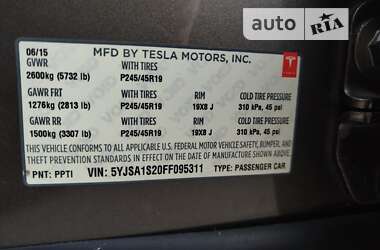 auto RIA
06/15
MFD BY TESLA MOTORS, INC.
GVWR
WITH TIRES
2600kg (5732 lb)
P245/45R19
GAWR FRT
WITH TIRES
RIM
COLD TIRE PRESSURE
1276kg (2813 lb)
P245/45R19
19X8 J
310 kPa, 45 psi
GAWR RR
WITH TIRES
RIM
COLD TIRE PRESSURE
1500kg (3307 lb)
P245/45R19
19X8 J
310 kPa, 45 psi
THIS VEHICLE CONFORMS TO ALL APPLICABLE U.S. FEDERAL MOTOR VEHICLE SAFETY, BUMPER, AND THEFT PREVENTION STANDARDS IN EFFECT ON THE DATE OF MANUFACTURE SHOWN ABOVE.
PNT: PPTI
VIN: 5YJSA1S20FF095311
TYPE: PASSENGER CAR